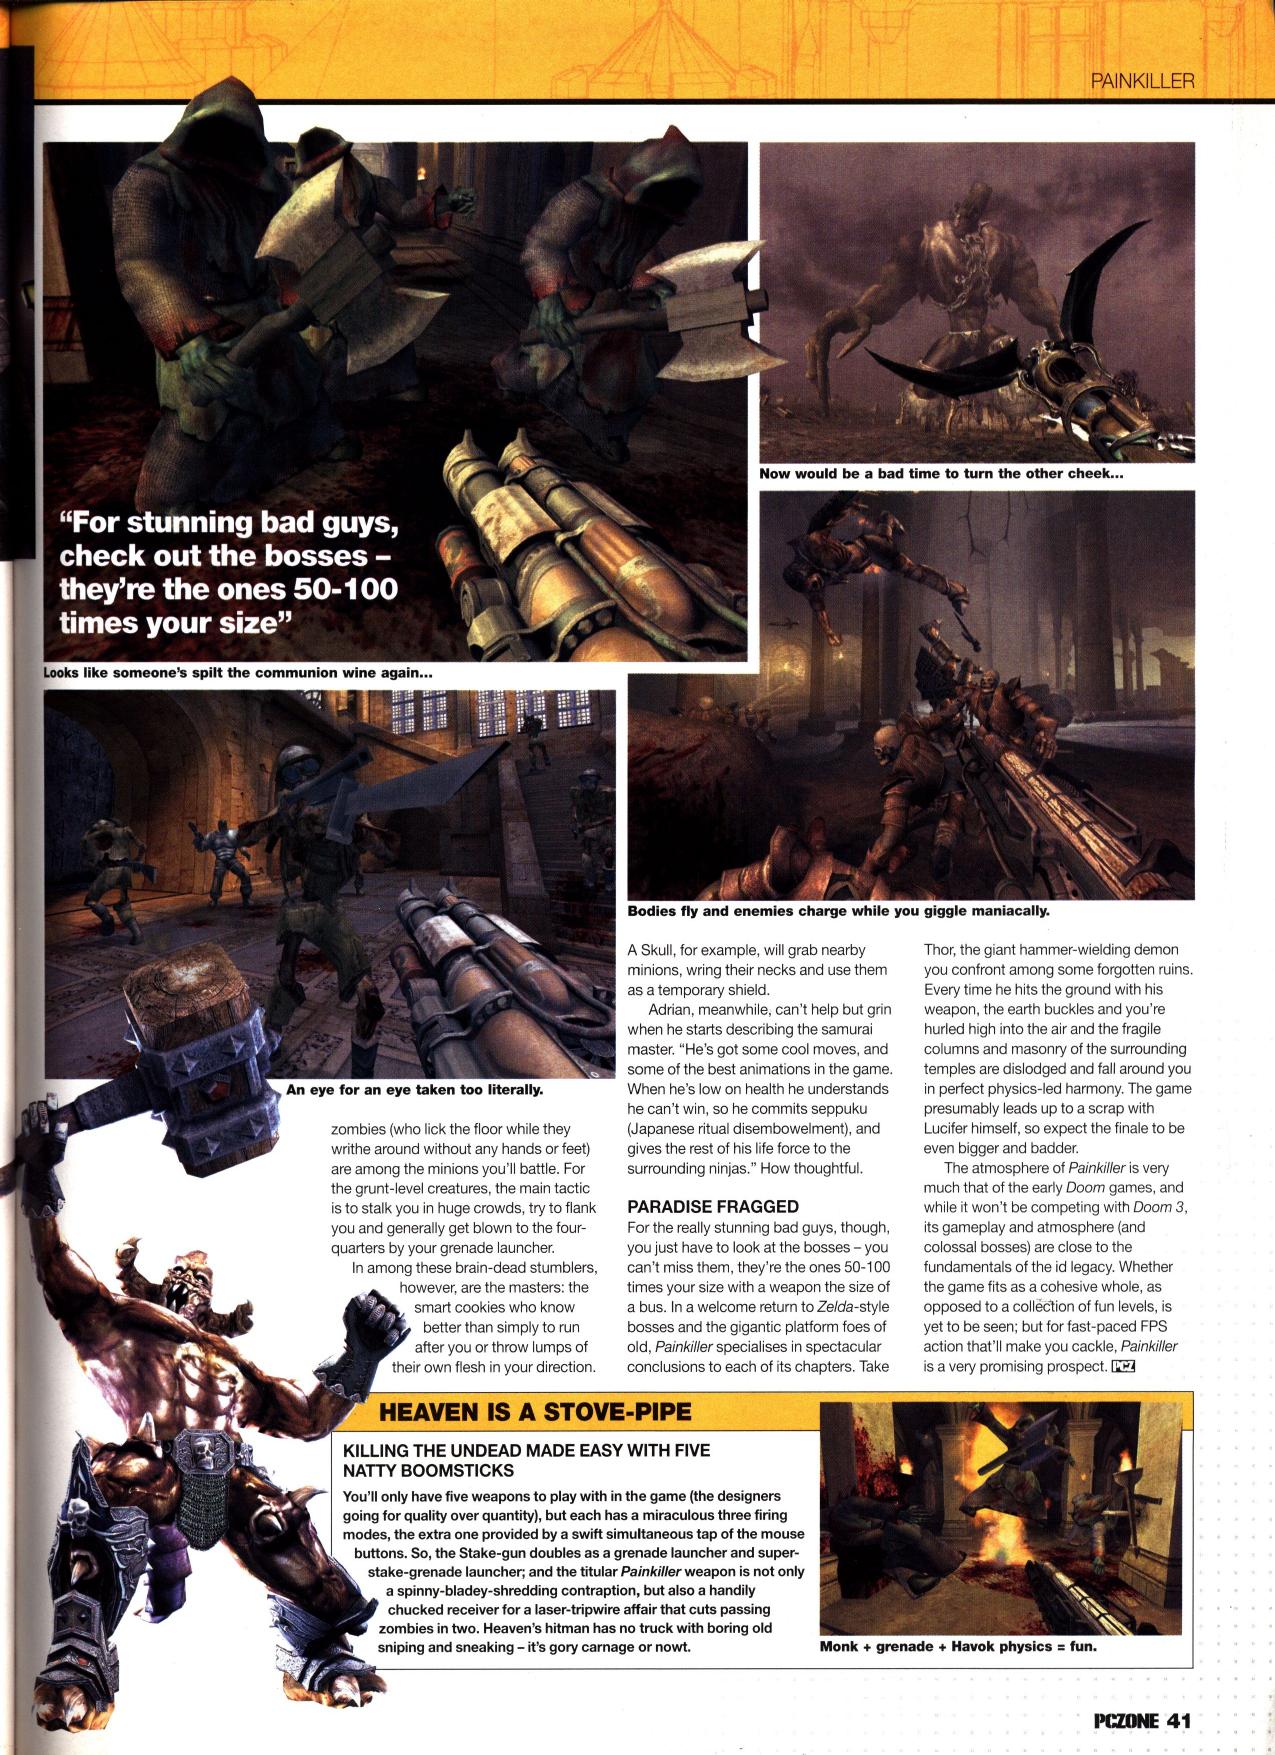 PAINKILLER
“For stunning bad guys,
check out the bosses –
they’re the ones 50-100
times your size”
Looks like someone’s spilt the communion wine again...
Now would be a bad time to turn the other cheek...
Bodies fly and enemies charge while you giggle maniacally.
An eye for an eye taken too literally.
zombies (who lick the floor while they
writhe around without any hands or feet)
are among the minions you’ll battle. For
the grunt-level creatures, the main tactic
is to stalk you in huge crowds, try to flank
you and generally get blown to the four-
quarters by your grenade launcher.
In among these brain-dead stumblers,
however, are the masters: the
smart cookies who know
better than simply to run
after you or throw lumps of
their own flesh in your direction.
A Skull, for example, will grab nearby
minions, wring their necks and use them
as a temporary shield.
Adrian, meanwhile, can’t help but grin
when he starts describing the samurai
master. “He’s got some cool moves, and
some of the best animations in the game.
When he’s low on health he understands
he can’t win, so he commits seppuku
(Japanese ritual disembowelment), and
gives the rest of his life force to the
surrounding ninjas.” How thoughtful.
PARADISE FRAGGED
For the really stunning bad guys, though,
you just have to look at the bosses – you
can’t miss them, they’re the ones 50-100
times your size with a weapon the size of
a bus. In a welcome return to Zelda-style
bosses and the gigantic platform foes of
old, Painkiller specialises in spectacular
conclusions to each of its chapters. Take
Thor, the giant hammer-wielding demon
you confront among some forgotten ruins.
Every time he hits the ground with his
weapon, the earth buckles and you’re
hurled high into the air and the fragile
columns and masonry of the surrounding
temples are dislodged and fall around you
in perfect physics-led harmony. The game
presumably leads up to a scrap with
Lucifer himself, so expect the finale to be
even bigger and badder.
The atmosphere of Painkiller is very
much that of the early Doom games, and
while it won’t be competing with Doom 3,
its gameplay and atmosphere (and
colossal bosses) are close to the
fundamentals of the id legacy. Whether
the game fits as a cohesive whole, as
opposed to a collection of fun levels, is
yet to be seen; but for fast-paced FPS
action that’ll make you cackle, Painkiller
is a very promising prospect. PCZ
HEAVEN IS A STOVE-PIPE
KILLING THE UNDEAD MADE EASY WITH FIVE
NATTY BOOMSTICKS
You’ll only have five weapons to play with in the game (the designers
going for quality over quantity), but each has a miraculous three firing
modes, the extra one provided by a swift simultaneous tap of the mouse
buttons. So, the Stake-gun doubles as a grenade launcher and super-
stake-grenade launcher; and the titular Painkiller weapon is not only
a spinny-bladey-shredding contraption, but also a handily
chucked receiver for a laser-tripwire affair that cuts passing
zombies in two. Heaven’s hitman has no truck with boring old
sniping and sneaking – it’s gory carnage or nowt.
Monk + grenade + Havok physics = fun.
PCZONE 41